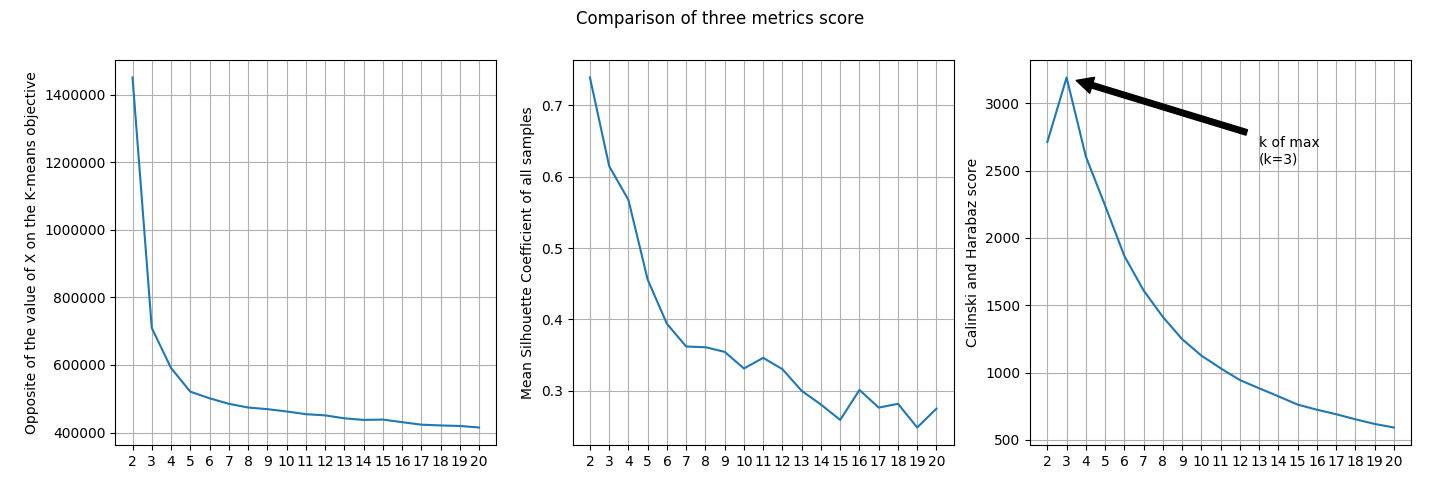 Comparison of three metrics score
Opposite of the value of X on the K-means objective
1400000
1200000
1000000
800000
600000
400000
2 3 4 5 6 7 8 9 10 11 12 13 14 15 16 17 18 19 20
Mean Silhouette Coefficient of all samples
0.7
0.6
0.5
0.4
0.3
2 3 4 5 6 7 8 9 10 11 12 13 14 15 16 17 18 19 20
Calinski and Harabaz score
3000
2500
2000
1500
1000
500
k of max
(k=3)
2 3 4 5 6 7 8 9 10 11 12 13 14 15 16 17 18 19 20